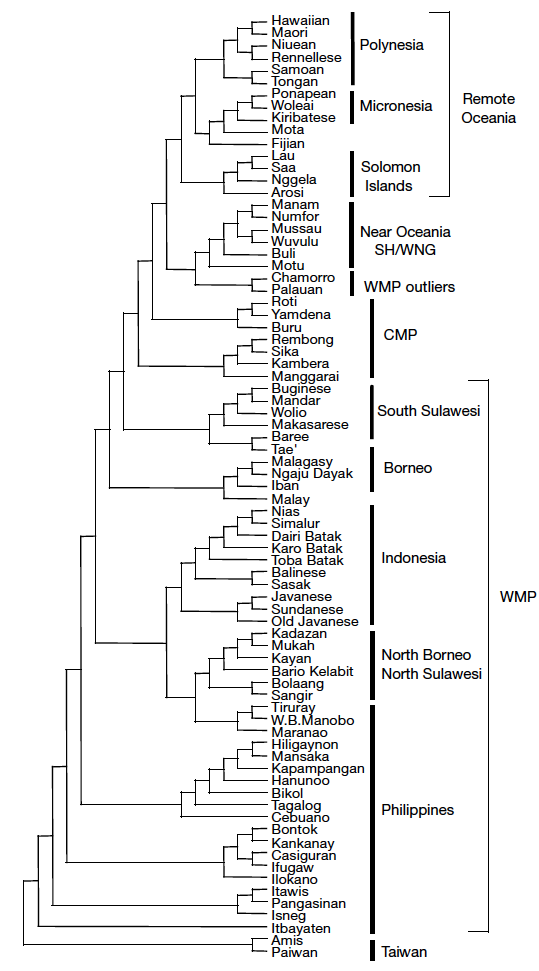 Hawaiian
Maori
Niuean
Rennellese
Samoan
Tongan
Polynesia
Ponapean
Woleai
Kiribatese
Micronesia
Mota
Fijian
Remote
Oceania
Lau
Saa
Nggela
Arosi
Solomon
Islands
Manam
Numfor
Mussau
Wuvulu
Buli
Motu
Near Oceania
SH/WNG
Chamorro
Palauan
WMP outliers
Roti
Yamdena
Buru
Rembong
Sika
Kambera
Manggarai
CMP
Buginese
Mandar
Wolio
Makasarese
South Sulawesi
Baree
Tae'
Malagasy
Ngaju Dayak
Iban
Malay
Borneo
Nias
Simalur
Dairi Batak
Karo Batak
Toba Batak
Balinese
Sasak
Javanese
Sundanese
Old Javanese
Indonesia
WMP
Kadazan
Mukah
Kayan
Bario Kelabit
Bolaang
Sangir
North Borneo
North Sulawesi
Tiruray
W.B.Manobo
Maranao
Hiligaynon
Mansaka
Kapampangan
Hanunoo
Bikol
Tagalog
Cebuano
Bontok
Kankanay
Casiguran
Ifugaw
Ilokano
Itawis
Pangasinan
Isneg
Itbayaten
Philippines
Amis
Paiwan
Taiwan